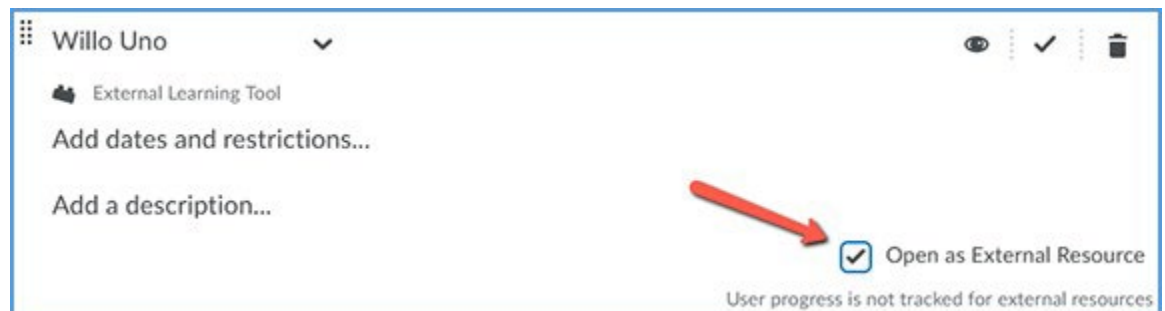 Willo Uno
External Learning Tool
Add dates and restrictions...
Add a description...
Open as External Resource
User progress is not tracked for external resources